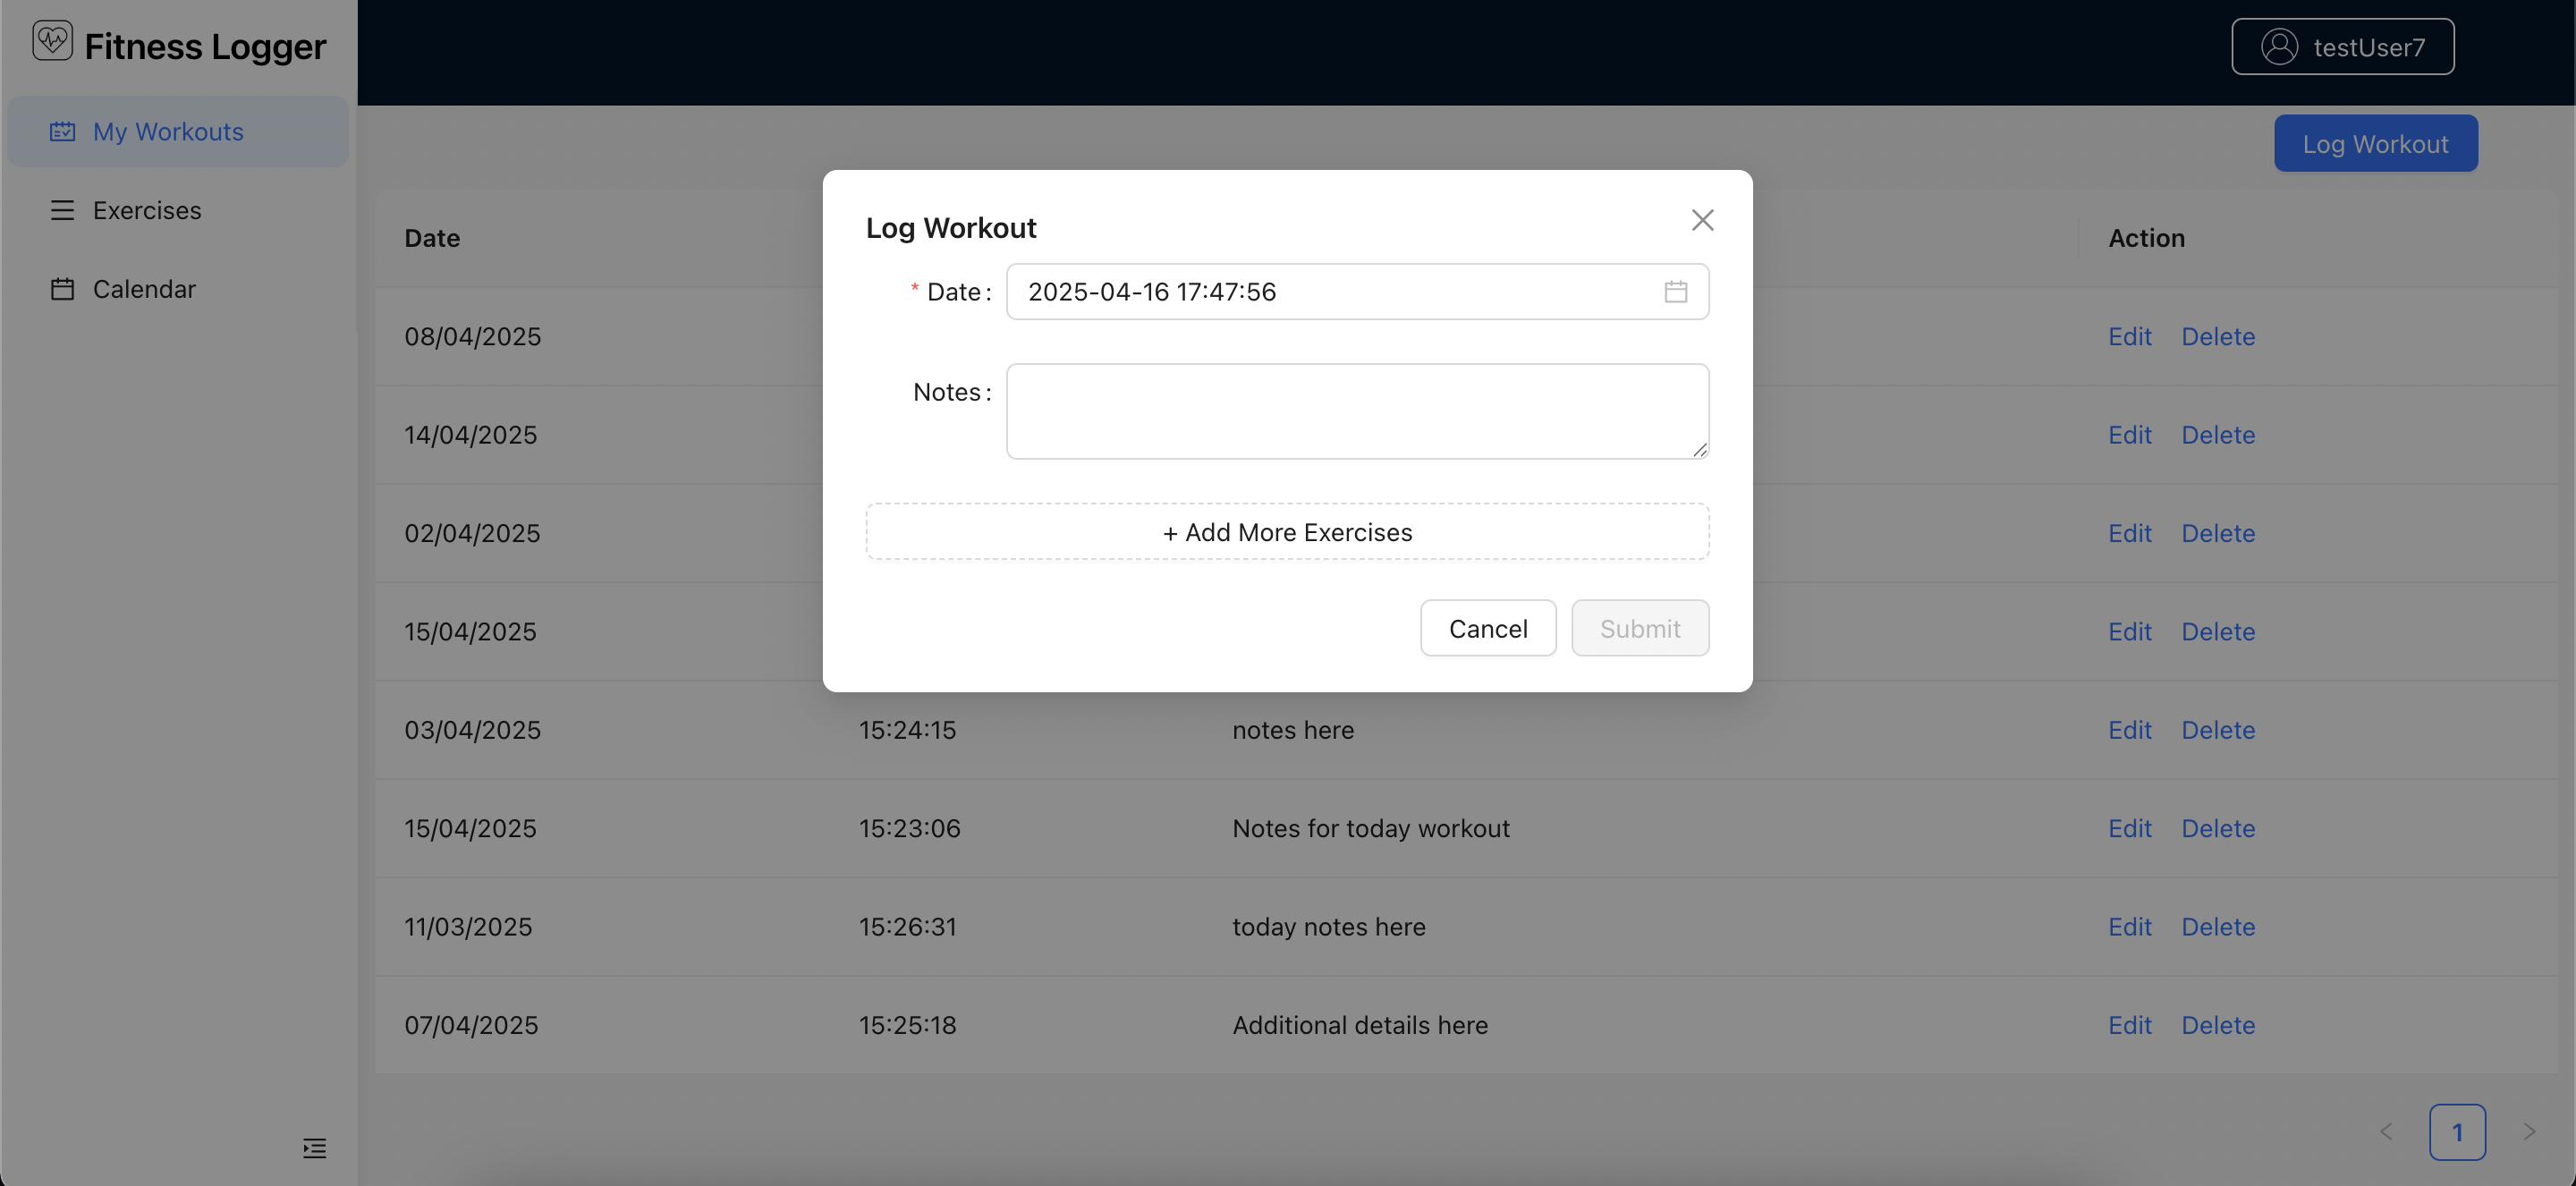 Fitness Logger
testUser7
My Workouts
Exercises
Calendar
Log Workout
Date
Action
08/04/2025 Edit Delete
14/04/2025 Edit Delete
02/04/2025 Edit Delete
15/04/2025 Edit Delete
03/04/2025 15:24:15 notes here Edit Delete
15/04/2025 15:23:06 Notes for today workout Edit Delete
11/03/2025 15:26:31 today notes here Edit Delete
07/04/2025 15:25:18 Additional details here Edit Delete
Log Workout
* Date: 2025-04-16 17:47:56
Notes:
+ Add More Exercises
Cancel Submit
< 1 >